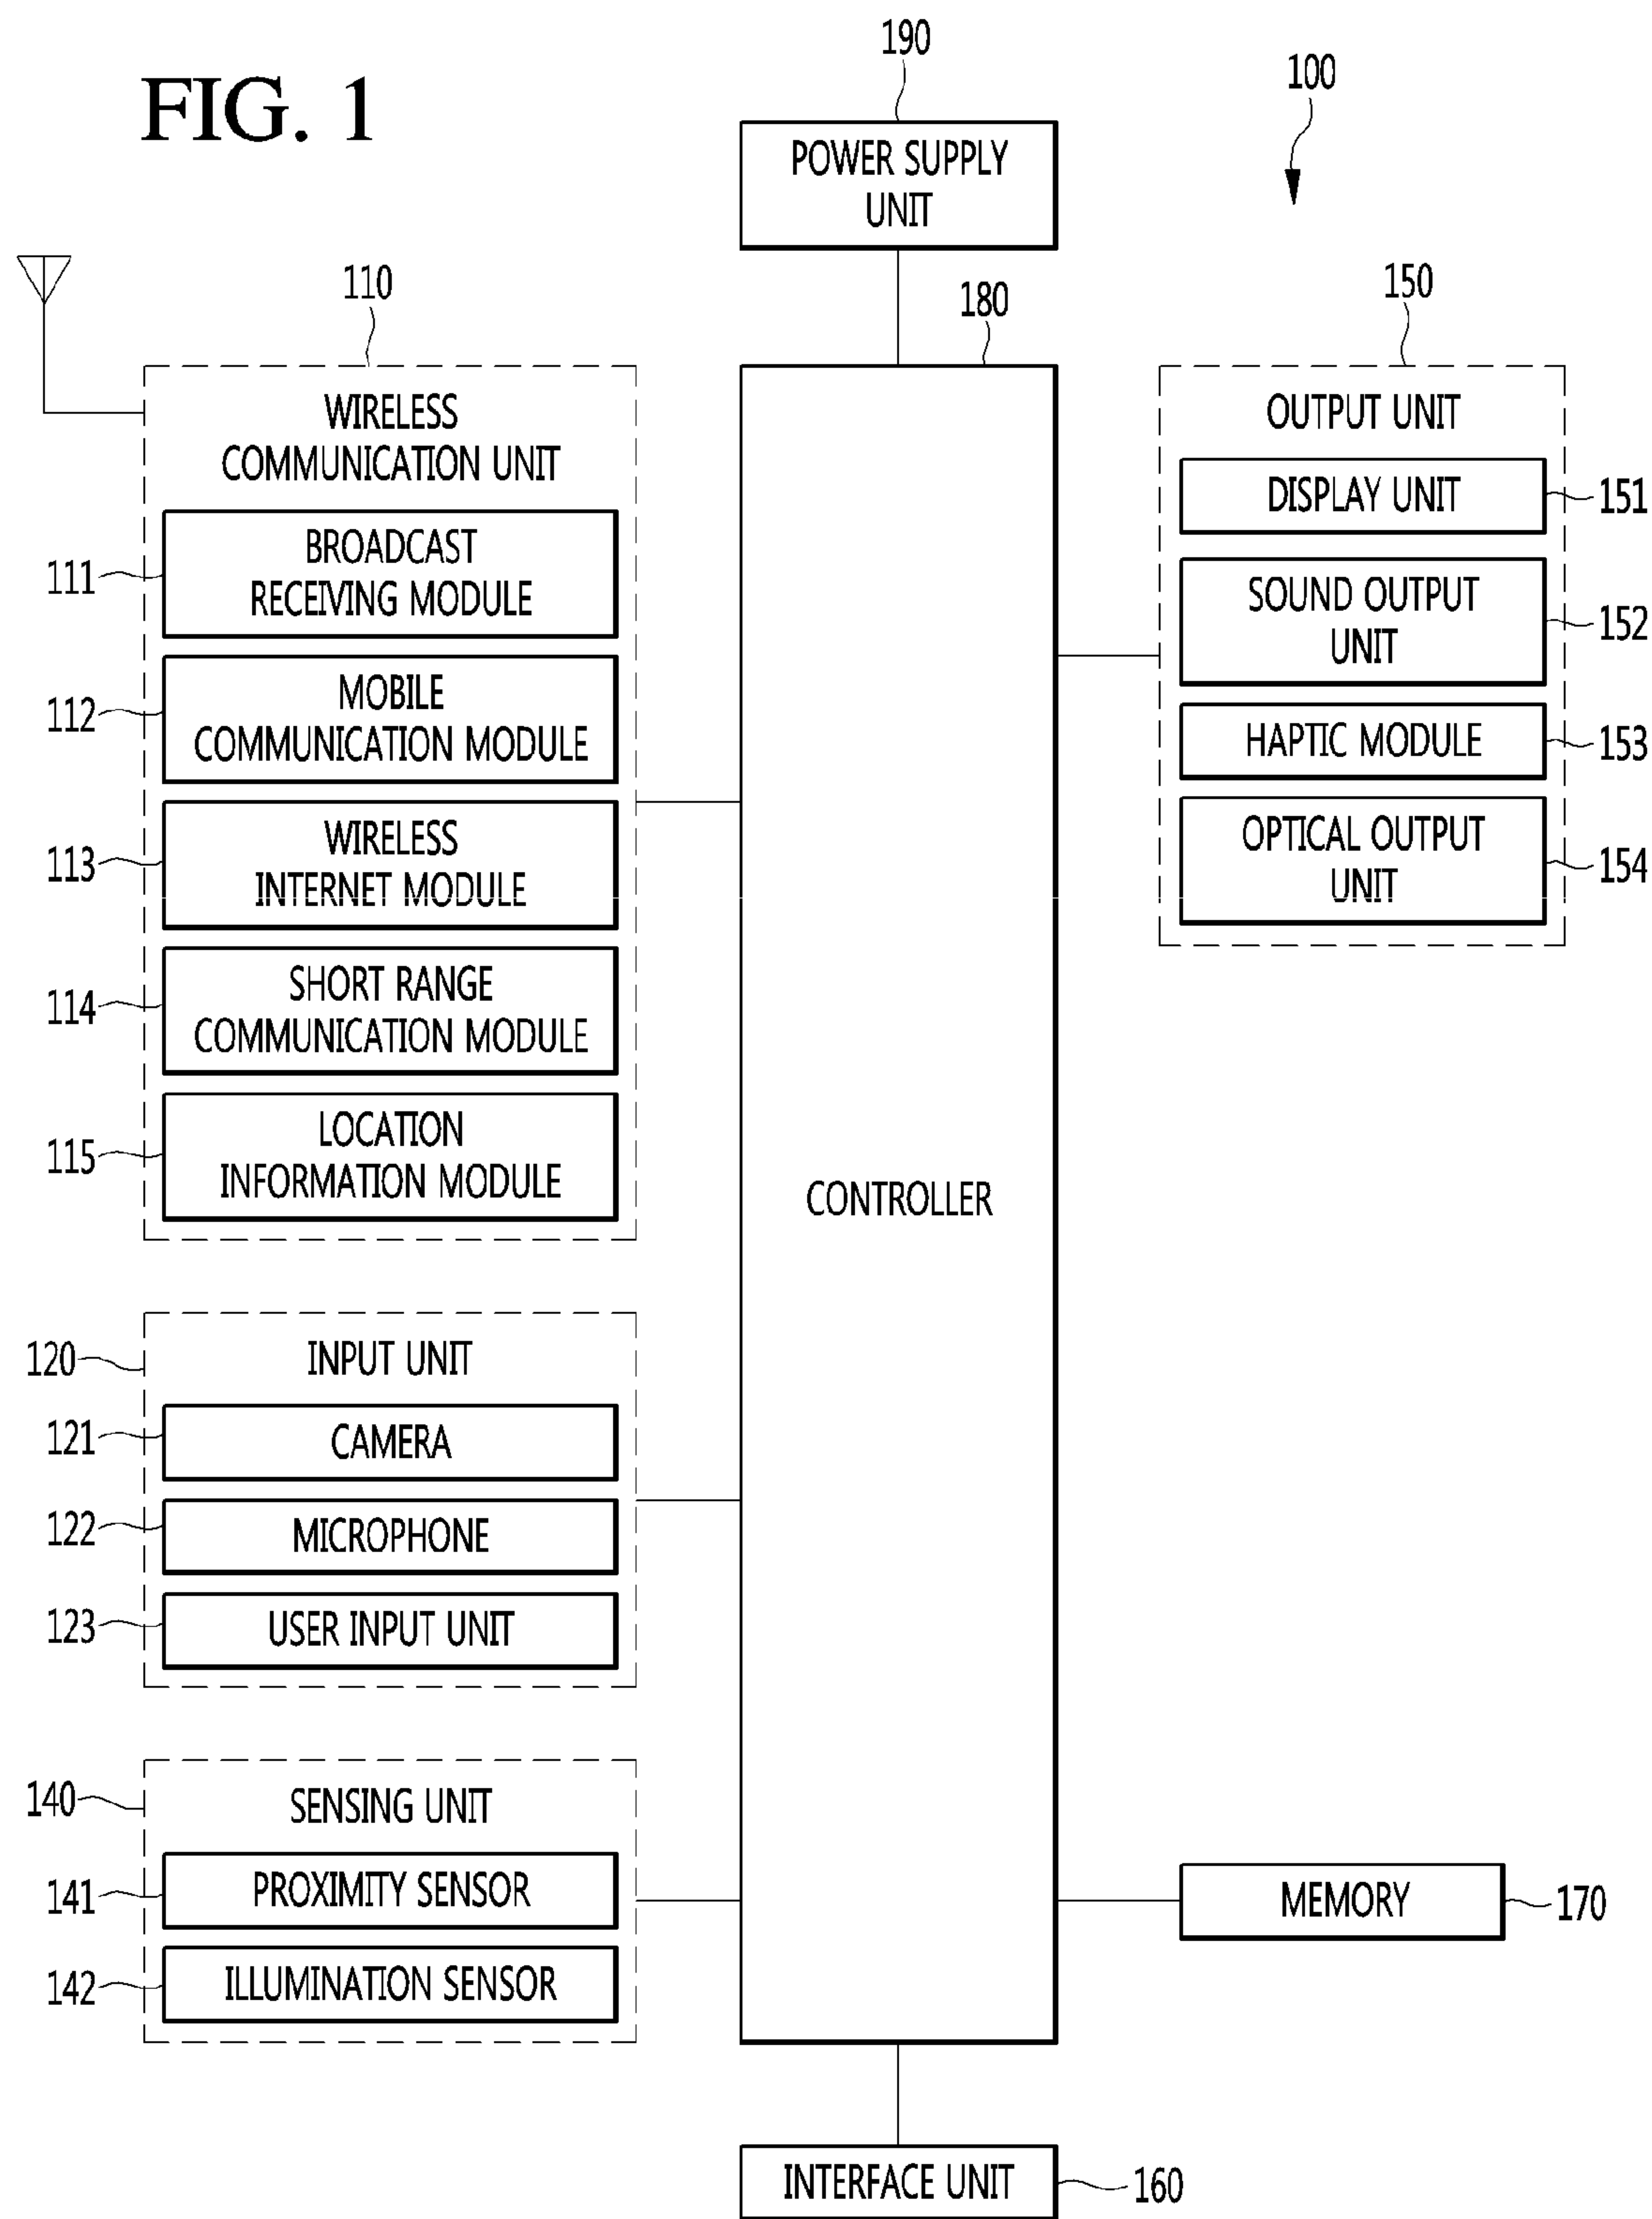 FIG. 1
190
100
POWER SUPPLY
UNIT
110
180
150
WIRELESS
COMMUNICATION UNIT
111
BROADCAST
RECEIVING MODULE
112
MOBILE
COMMUNICATION MODULE
113
WIRELESS
INTERNET MODULE
114
SHORT RANGE
COMMUNICATION MODULE
115
LOCATION
INFORMATION MODULE
120
INPUT UNIT
121
CAMERA
122
MICROPHONE
123
USER INPUT UNIT
140
SENSING UNIT
141
PROXIMITY SENSOR
142
ILLUMINATION SENSOR
CONTROLLER
OUTPUT UNIT
DISPLAY UNIT
151
SOUND OUTPUT
UNIT
152
HAPTIC MODULE
153
OPTICAL OUTPUT
UNIT
154
MEMORY
170
INTERFACE UNIT
160